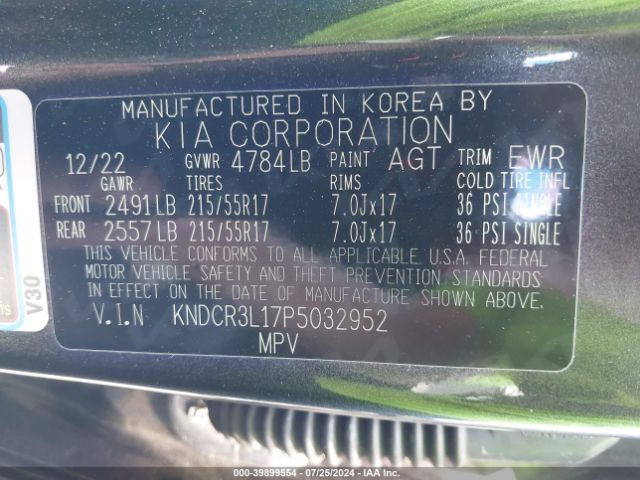 MANUFACTURED IN KOREA BY
KIA CORPORATION
12/22 GVWR 4784LB PAINT AGT TRIM EWR
GAWR TIRES RIMS COLD TIRE INFL
FRONT 2491LB 215/55R17 7.0Jx17 36 PSI SINGLE
REAR 2557LB 215/55R17 7.0Jx17 36 PSI SINGLE
THIS VEHICLE CONFORMS TO ALL APPLICABLE U.S.A. FEDERAL
MOTOR VEHICLE SAFETY AND THEFT PREVENTION STANDARDS
IN EFFECT ON THE DATE OF MANUFACTURE SHOWN ABOVE.
V.I.N KNDCR3L17P5032952
MPV
V30
000-39899554 - 07/25/2024 - IAA Inc.